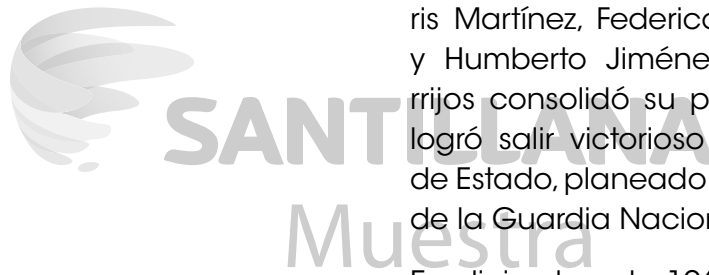 ris Martínez, Federico
y Humberto Jiméne
rrijos consolidó su p
logró salir victorioso
de Estado, planeado
de la Guardia Nacion
SANTILLANA
Muestra